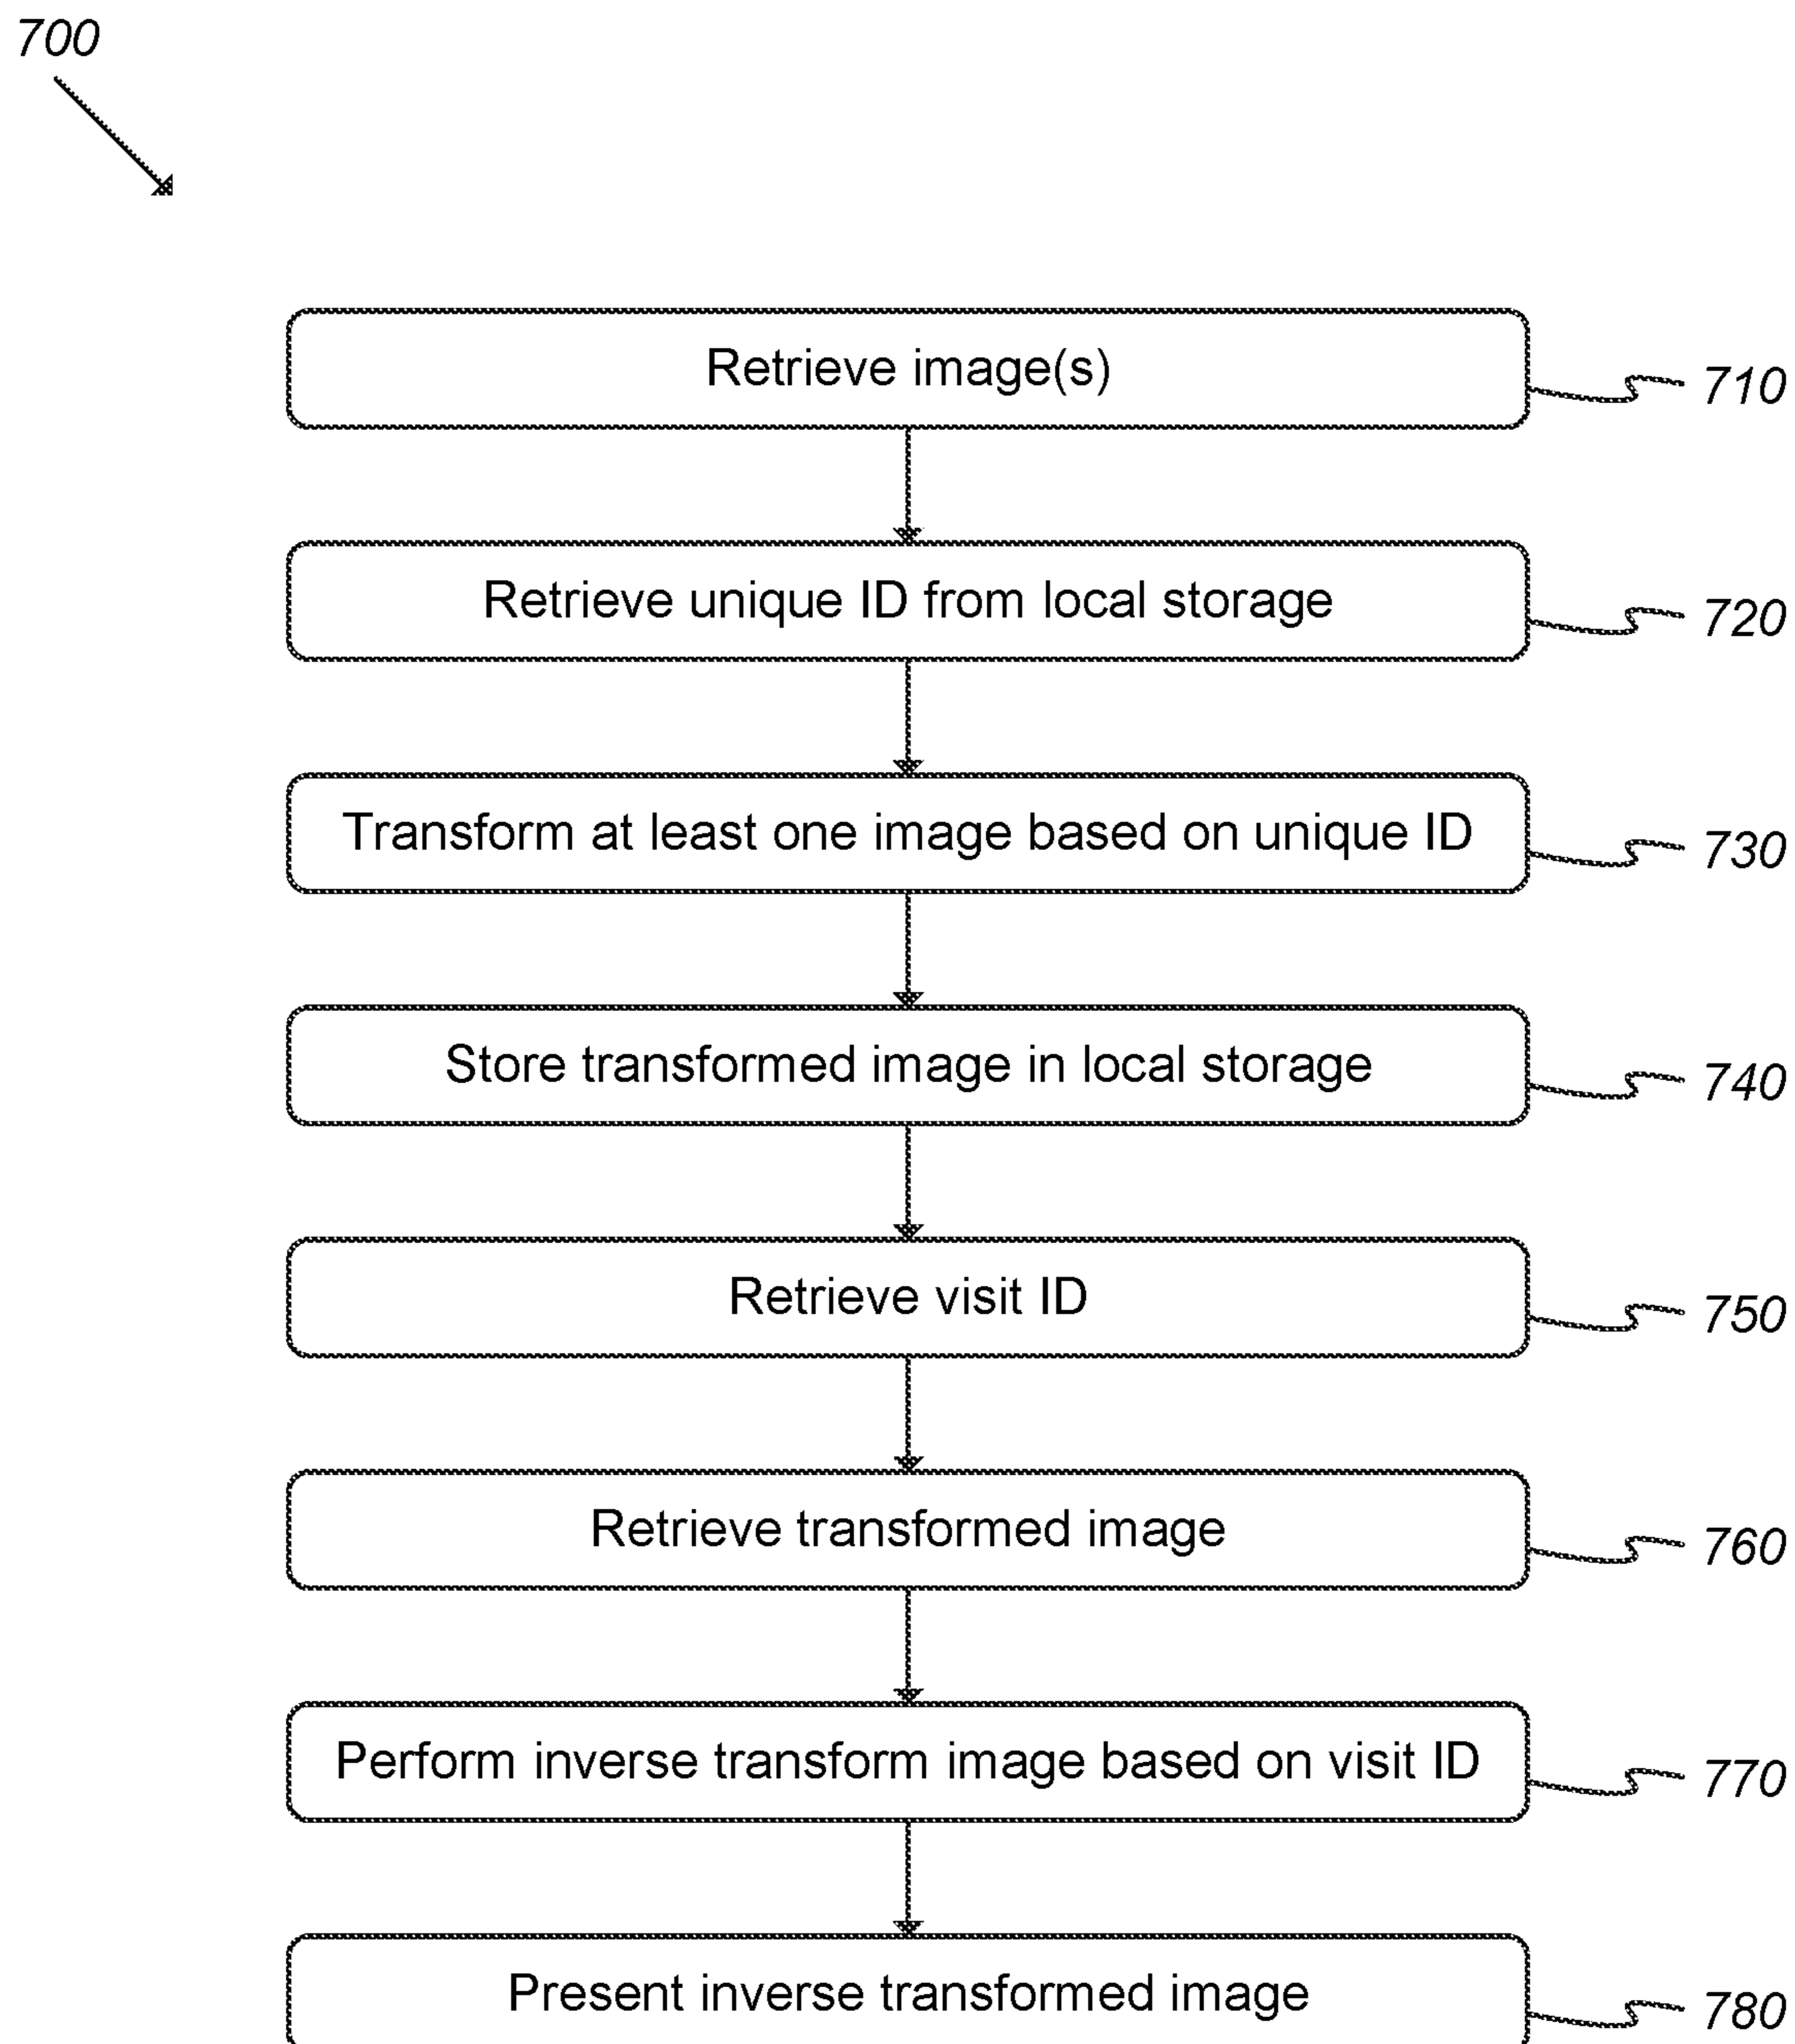 700
Retrieve image(s)
710
Retrieve unique ID from local storage
720
Transform at least one image based on unique ID
730
Store transformed image in local storage
740
Retrieve visit ID
750
Retrieve transformed image
760
Perform inverse transform image based on visit ID
770
Present inverse transformed image
780